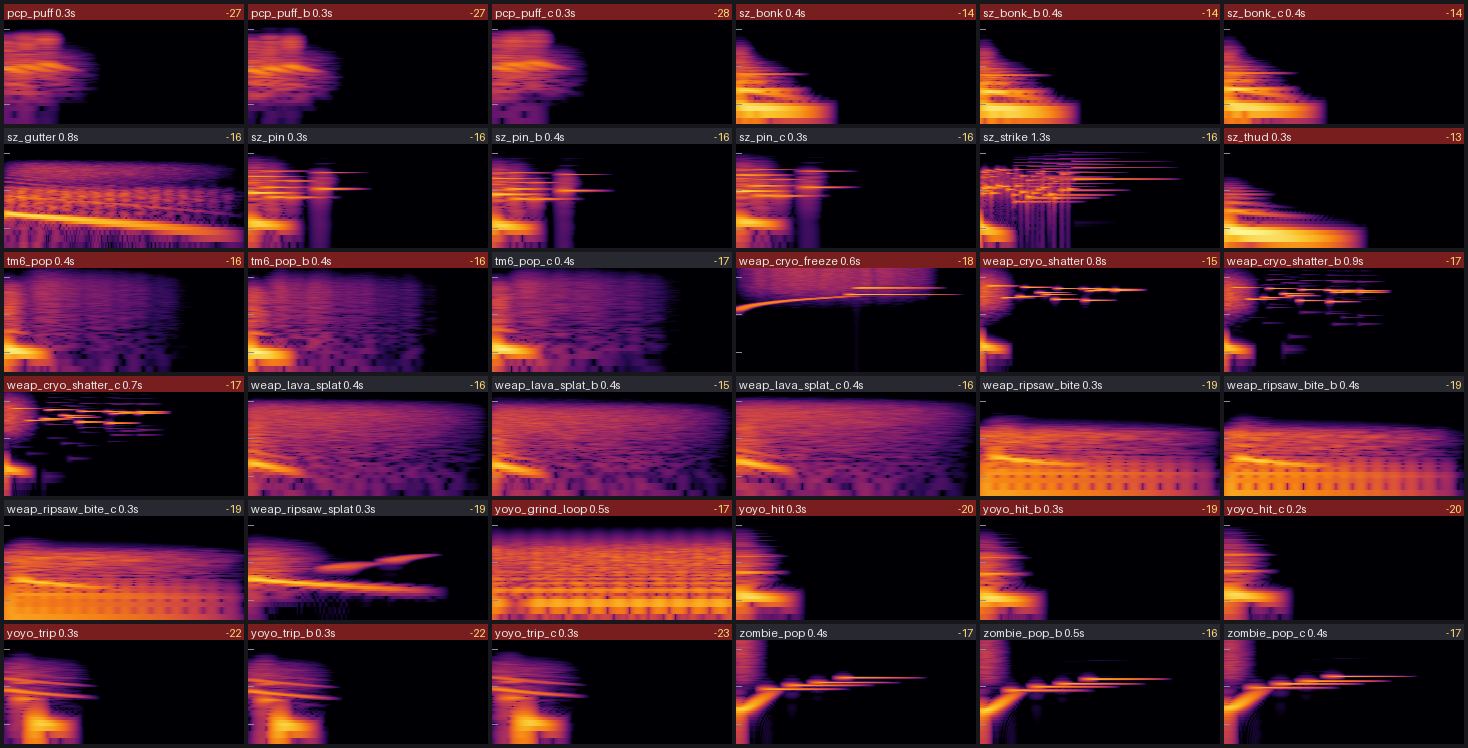 pcp_puff 0.3s -27
pcp_puff_b 0.3s -27
pcp_puff_c 0.3s -28
sz_bonk 0.4s -14
sz_bonk_b 0.4s -14
sz_bonk_c 0.4s -14
sz_gutter 0.8s -16
sz_pin 0.3s -16
sz_pin_b 0.4s -16
sz_pin_c 0.3s -16
sz_strike 1.3s -16
sz_thud 0.3s -13
tm6_pop 0.4s -16
tm6_pop_b 0.4s -16
tm6_pop_c 0.4s -17
weap_cryo_freeze 0.6s -18
weap_cryo_shatter 0.8s -15
weap_cryo_shatter_b 0.9s -17
weap_cryo_shatter_c 0.7s -17
weap_lava_splat 0.4s -16
weap_lava_splat_b 0.4s -15
weap_lava_splat_c 0.4s -16
weap_ripsaw_bite 0.3s -19
weap_ripsaw_bite_b 0.4s -19
weap_ripsaw_bite_c 0.3s -19
weap_ripsaw_splat 0.3s -19
yoyo_grind_loop 0.5s -17
yoyo_hit 0.3s -20
yoyo_hit_b 0.3s -19
yoyo_hit_c 0.2s -20
yoyo_trip 0.3s -22
yoyo_trip_b 0.3s -22
yoyo_trip_c 0.3s -23
zombie_pop 0.4s -17
zombie_pop_b 0.5s -16
zombie_pop_c 0.4s -17